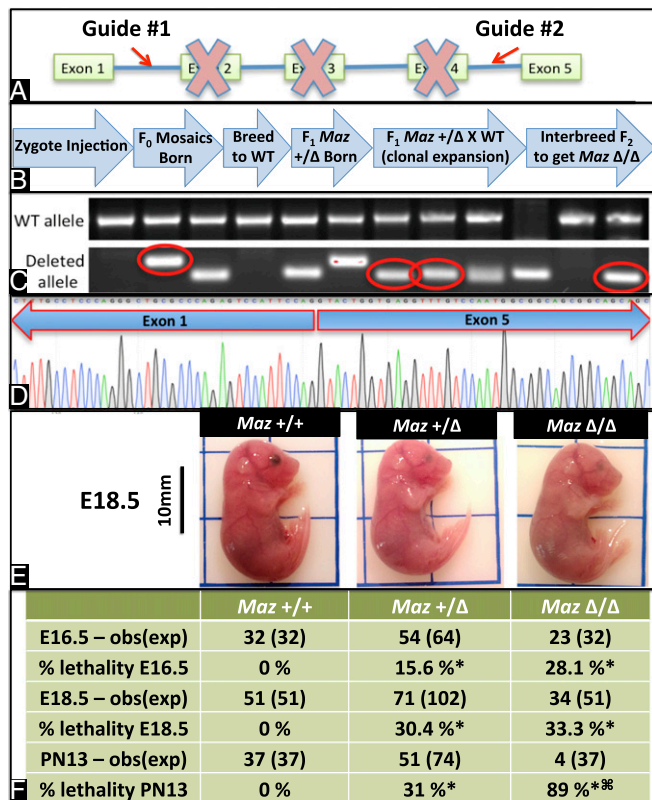 Guide #1
Guide #2
Exon 1
E 2
3
4
Exon 5
A
Zygote Injection
F0 Mosaics Born
Breed to WT
F1 Maz +/Δ Born
F1 Maz +/Δ X WT (clonal expansion)
Interbreed F2 to get Maz Δ/Δ
B
WT allele
Deleted allele
C
Exon 1
Exon 5
D
Maz +/+
Maz +/Δ
Maz Δ/Δ
E18.5
10mm
E
Maz +/+ Maz +/Δ Maz Δ/Δ
E16.5 – obs(exp) 32 (32) 54 (64) 23 (32)
% lethality E16.5 0 % 15.6 %* 28.1 %*
E18.5 – obs(exp) 51 (51) 71 (102) 34 (51)
% lethality E18.5 0 % 30.4 %* 33.3 %*
PN13 – obs(exp) 37 (37) 51 (74) 4 (37)
% lethality PN13 0 % 31 %* 89 %*⌘
F